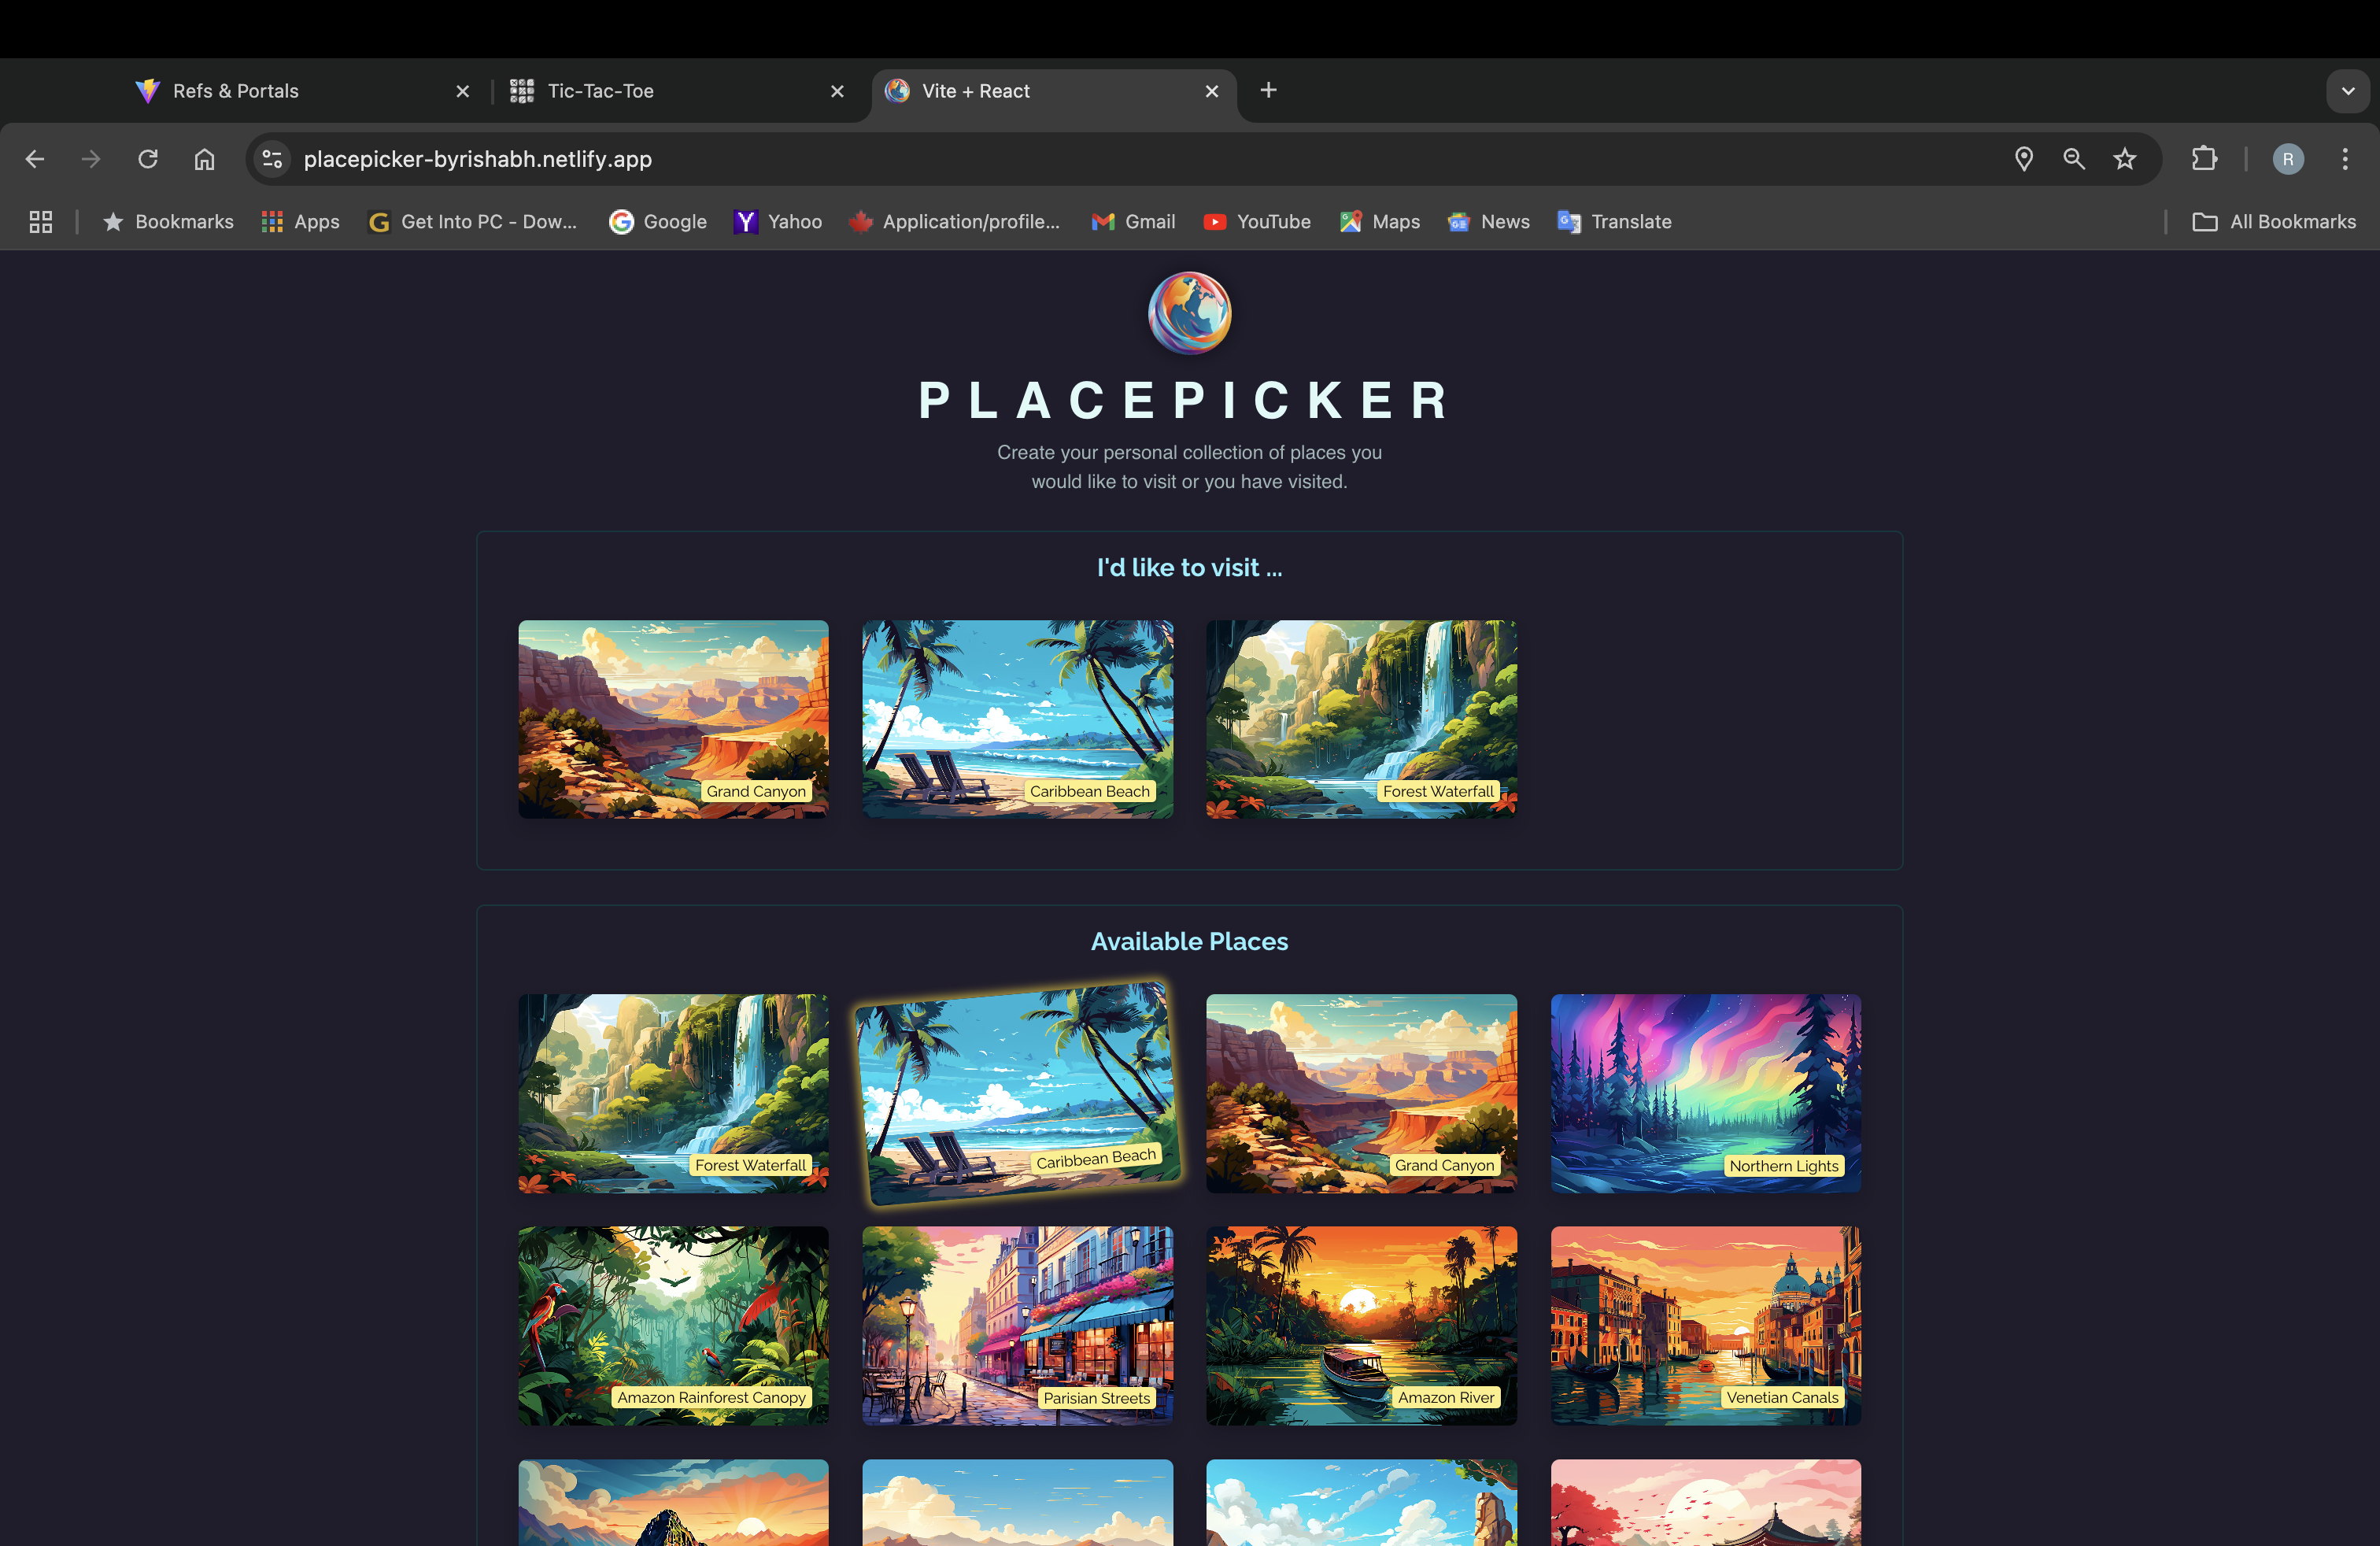 Refs & Portals
Tic-Tac-Toe
Vite + React
placepicker-byrishabh.netlify.app
R
Bookmarks
Apps
G
Get Into PC - Dow...
Google
Yahoo
Application/profile...
Gmail
YouTube
Maps
News
Translate
All Bookmarks
PLACEPICKER
Create your personal collection of places you
would like to visit or you have visited.
I'd like to visit ...
Grand Canyon
Caribbean Beach
Forest Waterfall
Available Places
Forest Waterfall
Caribbean Beach
Grand Canyon
Northern Lights
Amazon Rainforest Canopy
Parisian Streets
Amazon River
Venetian Canals